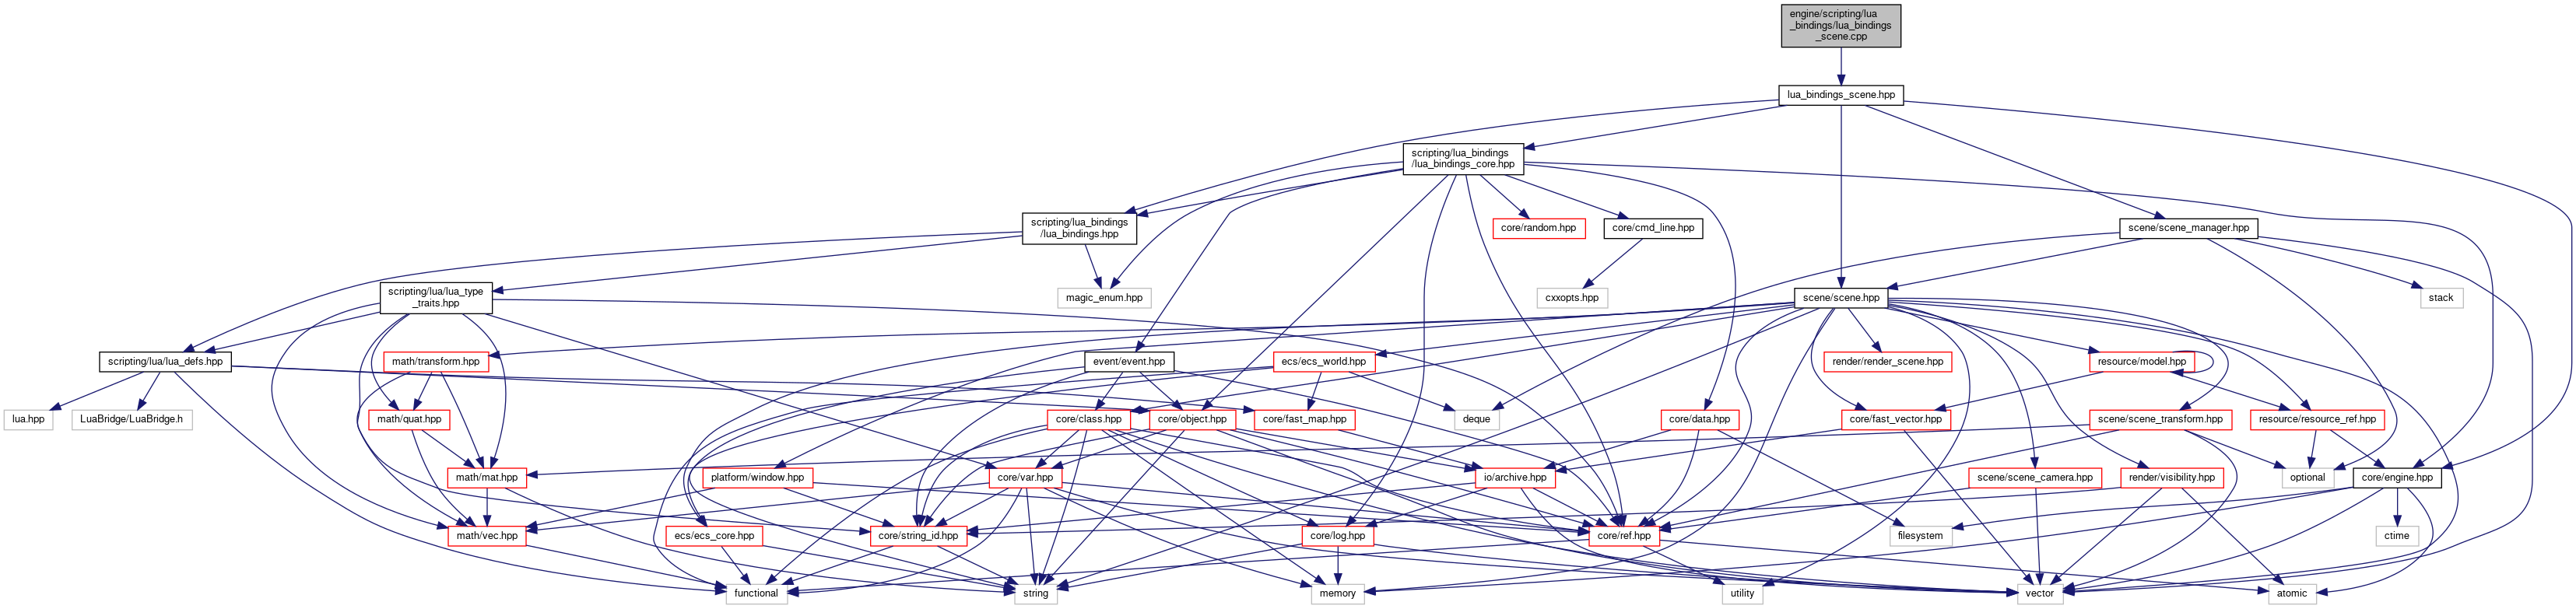 engine/scripting/lua
_bindings/lua_bindings
_scene.cpp
lua_bindings_scene.hpp
scripting/lua_bindings
/lua_bindings_core.hpp
scripting/lua_bindings
/lua_bindings.hpp
core/random.hpp
core/cmd_line.hpp
scene/scene_manager.hpp
scripting/lua/lua_type
_traits.hpp
magic_enum.hpp
cxxopts.hpp
scene/scene.hpp
stack
scripting/lua/lua_defs.hpp
math/transform.hpp
event/event.hpp
ecs/ecs_world.hpp
render/render_scene.hpp
resource/model.hpp
lua.hpp
LuaBridge/LuaBridge.h
math/quat.hpp
core/class.hpp
core/object.hpp
core/fast_map.hpp
deque
core/data.hpp
core/fast_vector.hpp
scene/scene_transform.hpp
resource/resource_ref.hpp
math/mat.hpp
platform/window.hpp
core/var.hpp
io/archive.hpp
scene/scene_camera.hpp
render/visibility.hpp
optional
core/engine.hpp
math/vec.hpp
ecs/ecs_core.hpp
core/string_id.hpp
core/log.hpp
core/ref.hpp
filesystem
ctime
functional
string
memory
utility
vector
atomic